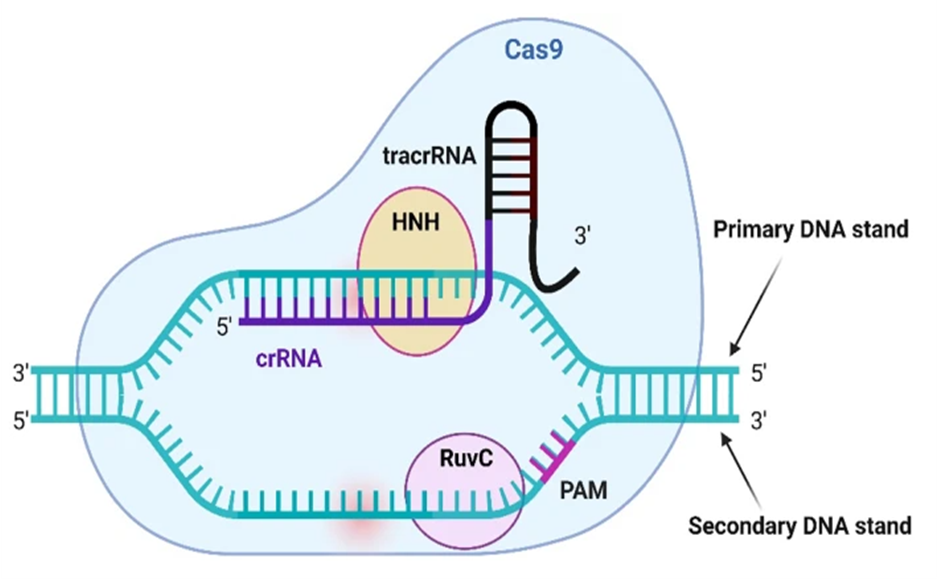 Cas9
tracrRNA
HNH
3'
Primary DNA stand
5'
crRNA
3'
5'
5'
3'
RuvC
PAM
Secondary DNA stand